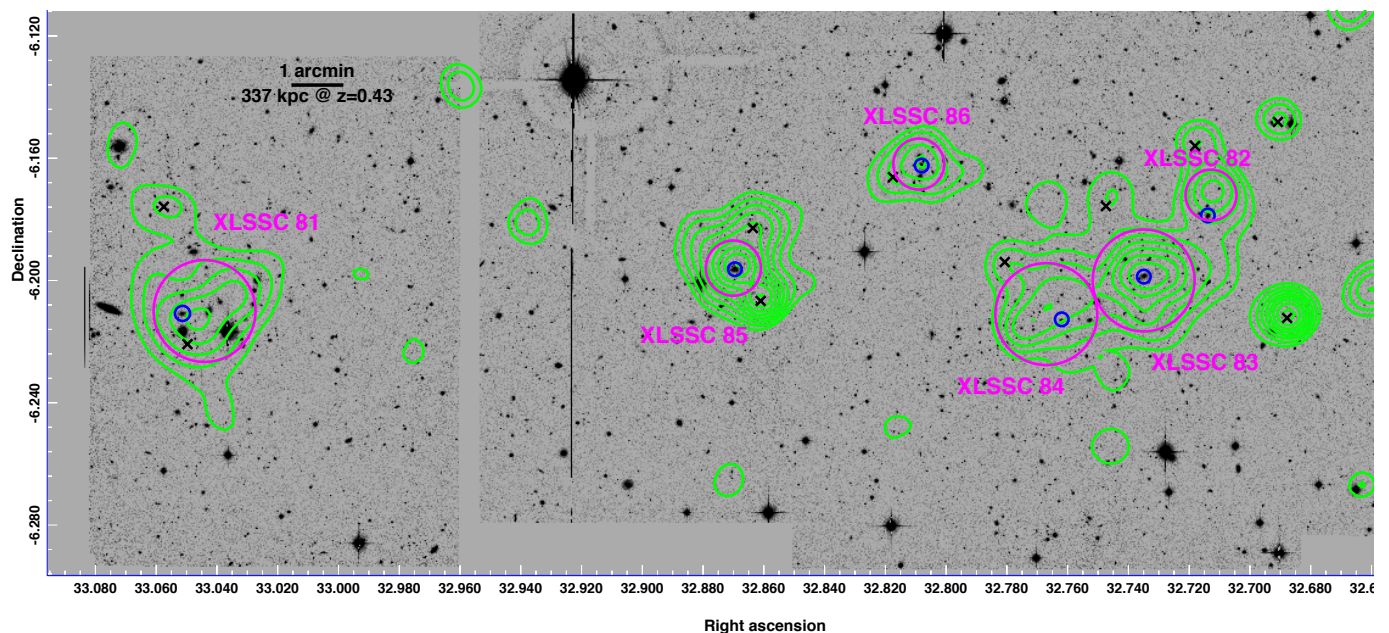 -6.120
1 arcmin
337 kpc @ z=0.43
XLSSC 86
-6.160
XLSSC 82
XLSSC 81
Declination
-6.200
XLSSC 85
XLSSC 83
XLSSC 84
-6.240
-6.280
33.080 33.060 33.040 33.020 33.000 32.980 32.960 32.940 32.920 32.900 32.880 32.860 32.840 32.820 32.800 32.780 32.760 32.740 32.720 32.700 32.680 32.6
Right ascension